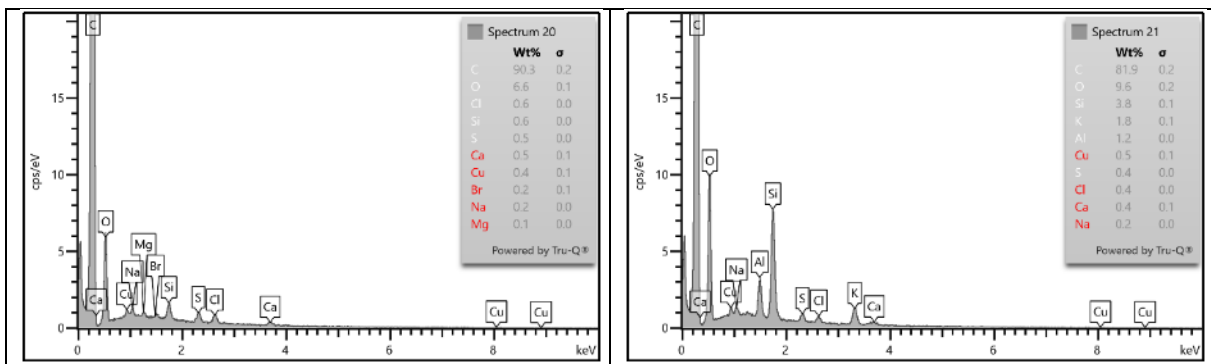 Spectrum 20
Wt% σ
C 90.3 0.2
O 6.6 0.1
Cl 0.6 0.0
Si 0.6 0.0
S 0.5 0.0
Ca 0.5 0.1
Cu 0.4 0.1
Br 0.2 0.1
Na 0.2 0.0
Mg 0.1 0.0
Powered by Tru-Q®
cps/eV
15
10
5
0
C
O
Ca
Cu
Na
Mg
Br
Si
S
Cl
Ca
Cu
Cu
0 2 4 6 8 keV
Spectrum 21
Wt% σ
C 81.9 0.2
O 9.6 0.2
Si 3.8 0.1
K 1.8 0.1
Al 1.2 0.0
Cu 0.5 0.1
S 0.4 0.0
Cl 0.4 0.0
Ca 0.4 0.1
Na 0.2 0.0
Powered by Tru-Q®
cps/eV
15
10
5
0
C
O
Ca
Cu
Na
Al
Si
S
Cl
K
Ca
Cu
Cu
0 2 4 6 8 keV